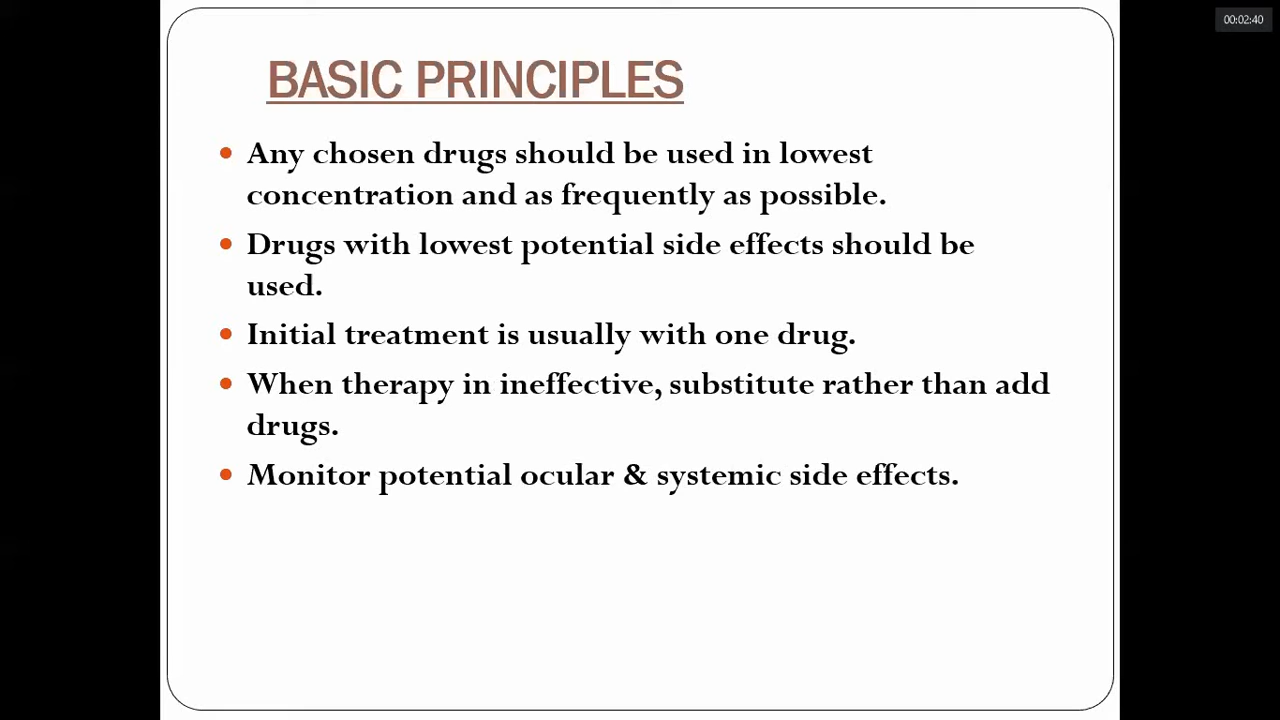 00:02:40
BASIC PRINCIPLES
• Any chosen drugs should be used in lowest
concentration and as frequently as possible.
• Drugs with lowest potential side effects should be
used.
• Initial treatment is usually with one drug.
• When therapy in ineffective, substitute rather than add
drugs.
• Monitor potential ocular & systemic side effects.